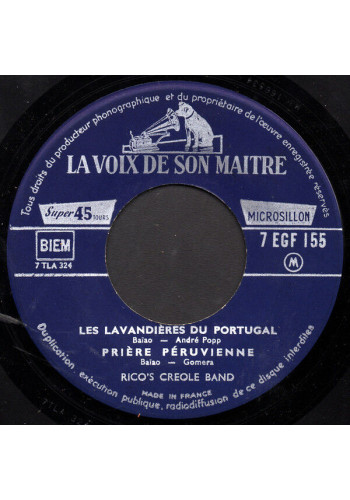 Tous droits du producteur phonographique et du propriétaire de l'œuvre enregistrée réservés
LA VOIX DE SON MAITRE
Super 45 TOURS
MICROSILLON
BIEM
7 EGF 155
7 TLA 324
M
LES LAVANDIÈRES DU PORTUGAL
Baïao — André Popp
PRIÈRE PÉRUVIENNE
Baïao — Gomera
RICO'S CREOLE BAND
MADE IN FRANCE
Duplication exécution publique, radiodiffusion de ce disque interdites